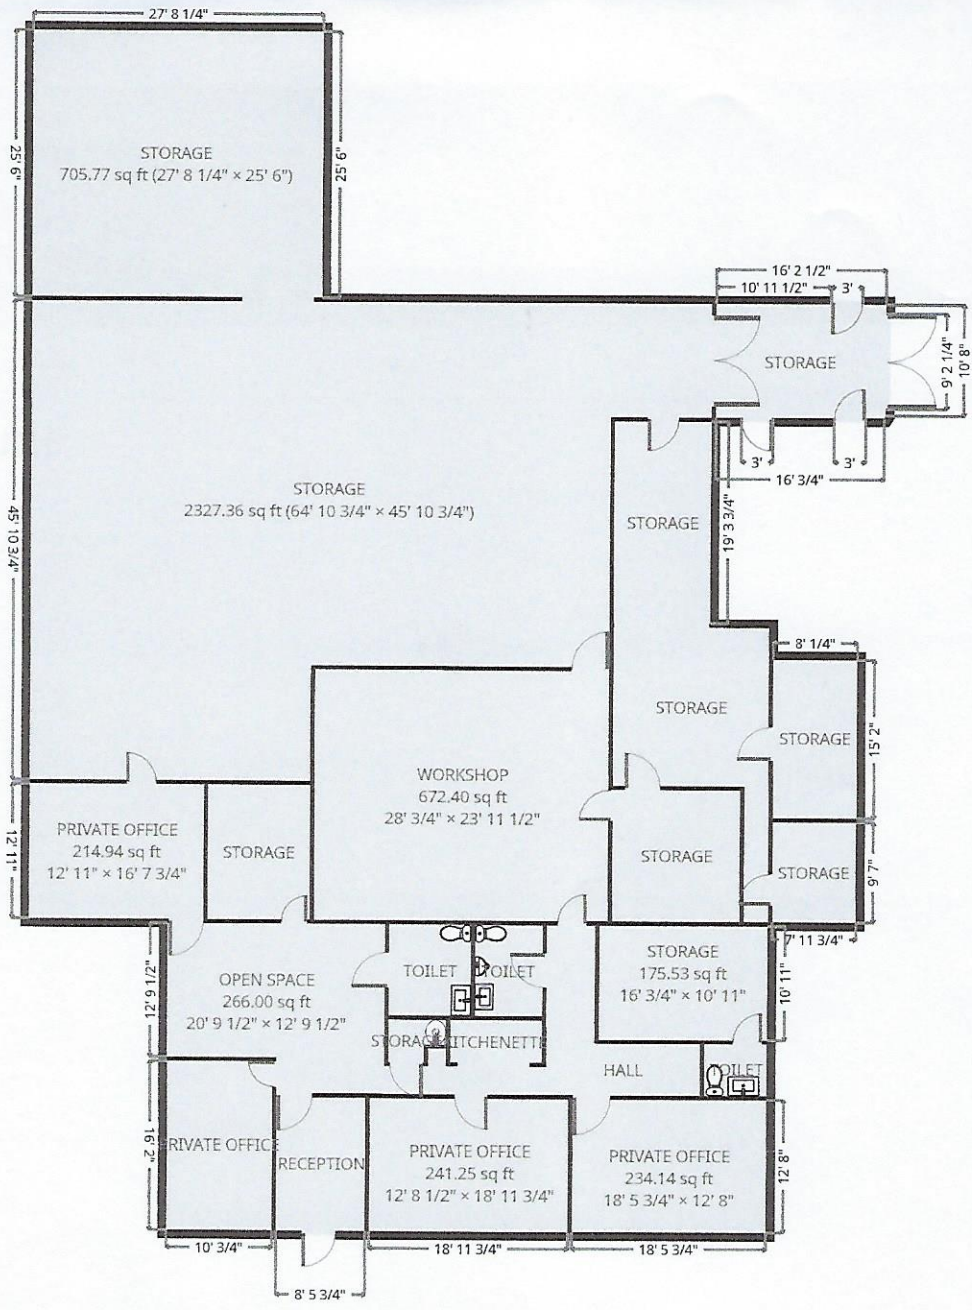 27' 8 1/4"
25' 6"
25' 6"
STORAGE
705.77 sq ft (27' 8 1/4" × 25' 6")
16' 2 1/2"
10' 11 1/2"
3'
STORAGE
9' 2 1/4"
10' 8"
3'
3'
16' 3/4"
STORAGE
2327.36 sq ft (64' 10 3/4" × 45' 10 3/4")
45' 10 3/4"
STORAGE
19' 3 3/4"
8' 1/4"
STORAGE
STORAGE
15' 2"
WORKSHOP
672.40 sq ft
28' 3/4" × 23' 11 1/2"
PRIVATE OFFICE
214.94 sq ft
12' 11" × 16' 7 3/4"
12' 11"
STORAGE
STORAGE
STORAGE
9' 7"
7' 11 3/4"
12' 9 1/2"
OPEN SPACE
266.00 sq ft
20' 9 1/2" × 12' 9 1/2"
TOILET
TOILET
STORAGE
175.53 sq ft
16' 3/4" × 10' 11"
10' 11"
STORAGE
KITCHENETTE
HALL
TOILET
16' 2"
PRIVATE OFFICE
RECEPTION
PRIVATE OFFICE
241.25 sq ft
12' 8 1/2" × 18' 11 3/4"
PRIVATE OFFICE
234.14 sq ft
18' 5 3/4" × 12' 8"
12' 8"
10' 3/4"
18' 11 3/4"
18' 5 3/4"
8' 5 3/4"